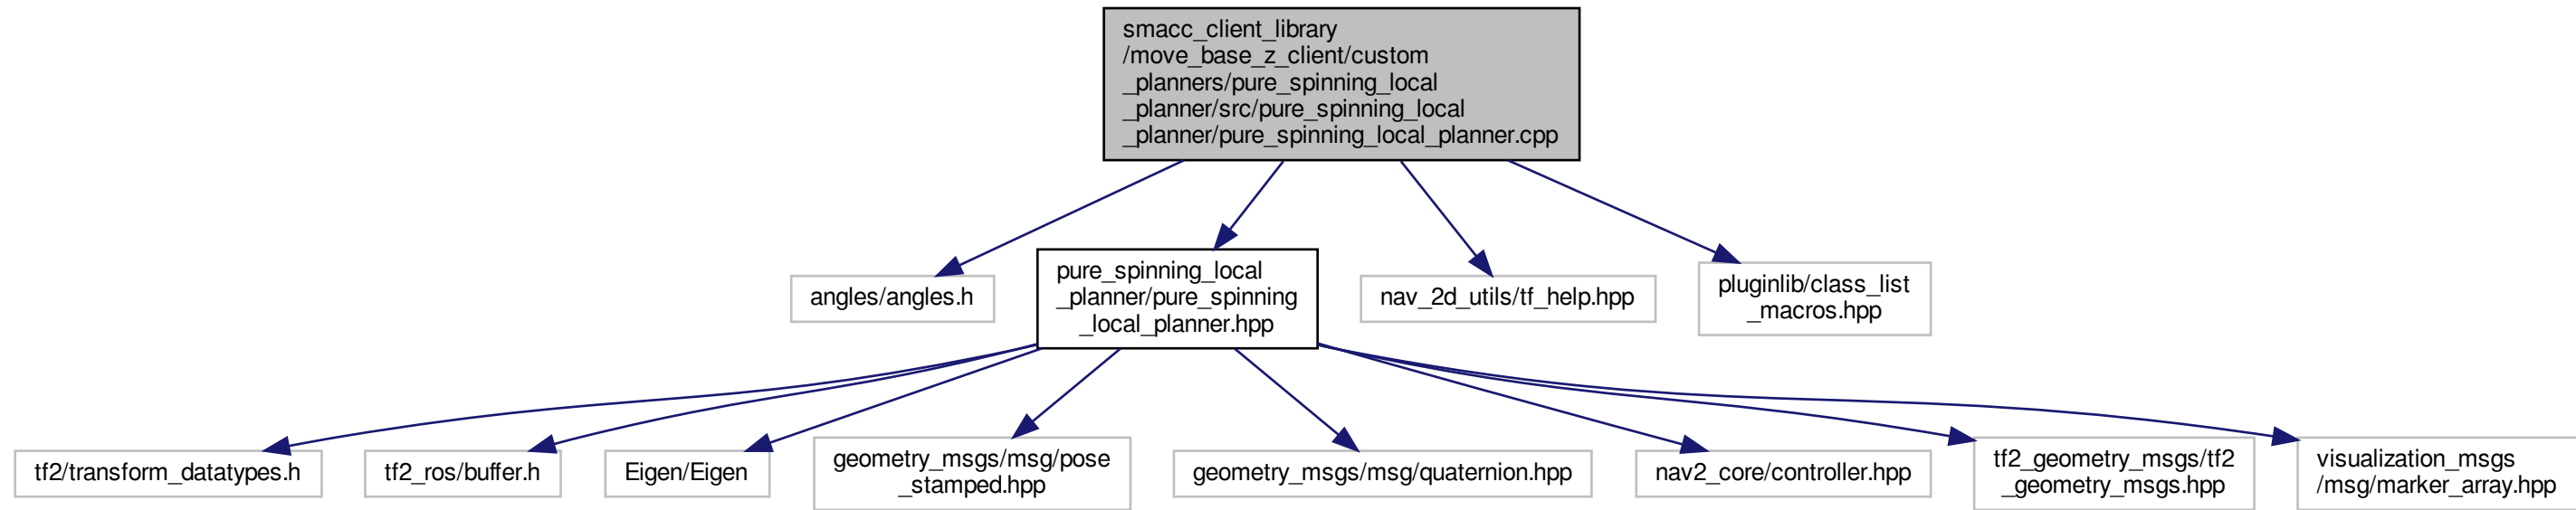 smacc_client_library
/move_base_z_client/custom
_planners/pure_spinning_local
_planner/src/pure_spinning_local
_planner/pure_spinning_local_planner.cpp
angles/angles.h
pure_spinning_local
_planner/pure_spinning
_local_planner.hpp
nav_2d_utils/tf_help.hpp
pluginlib/class_list
_macros.hpp
tf2/transform_datatypes.h
tf2_ros/buffer.h
Eigen/Eigen
geometry_msgs/msg/pose
_stamped.hpp
geometry_msgs/msg/quaternion.hpp
nav2_core/controller.hpp
tf2_geometry_msgs/tf2
_geometry_msgs.hpp
visualization_msgs
/msg/marker_array.hpp